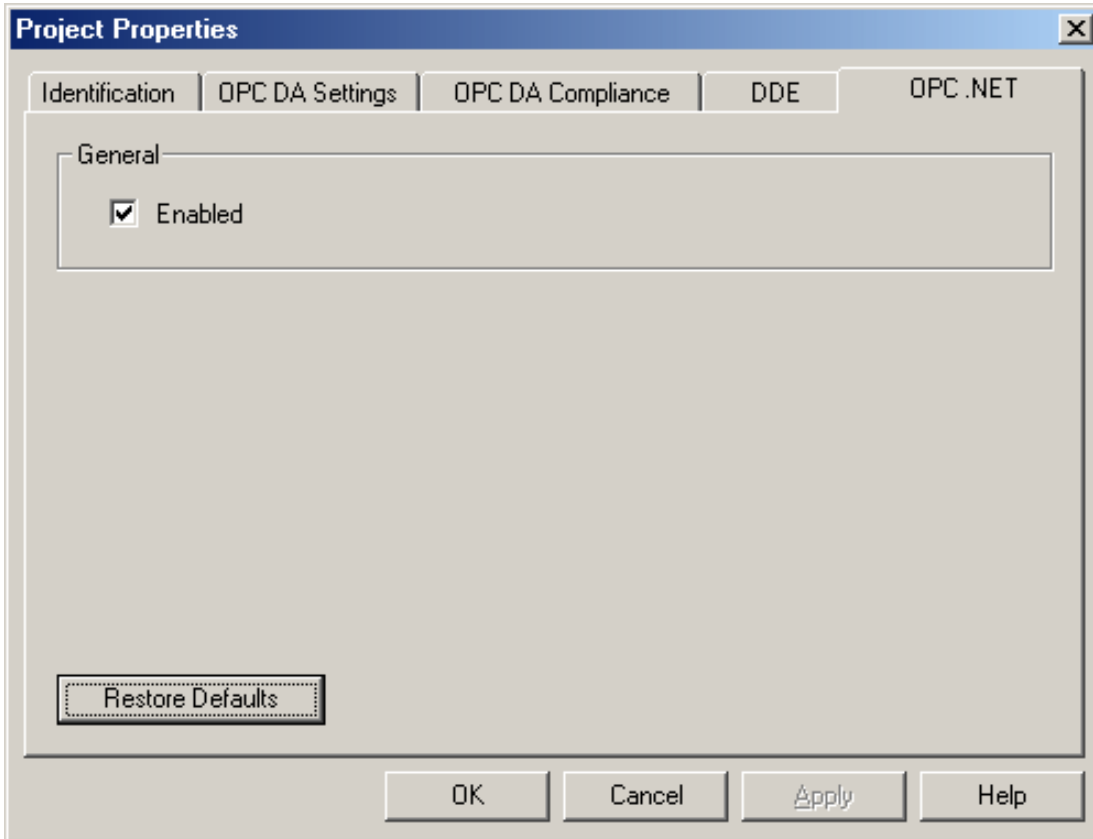 Project Properties
Identification
OPC DA Settings
OPC DA Compliance
DDE
OPC .NET
General
Enabled
Restore Defaults
OK
Cancel
Apply
Help